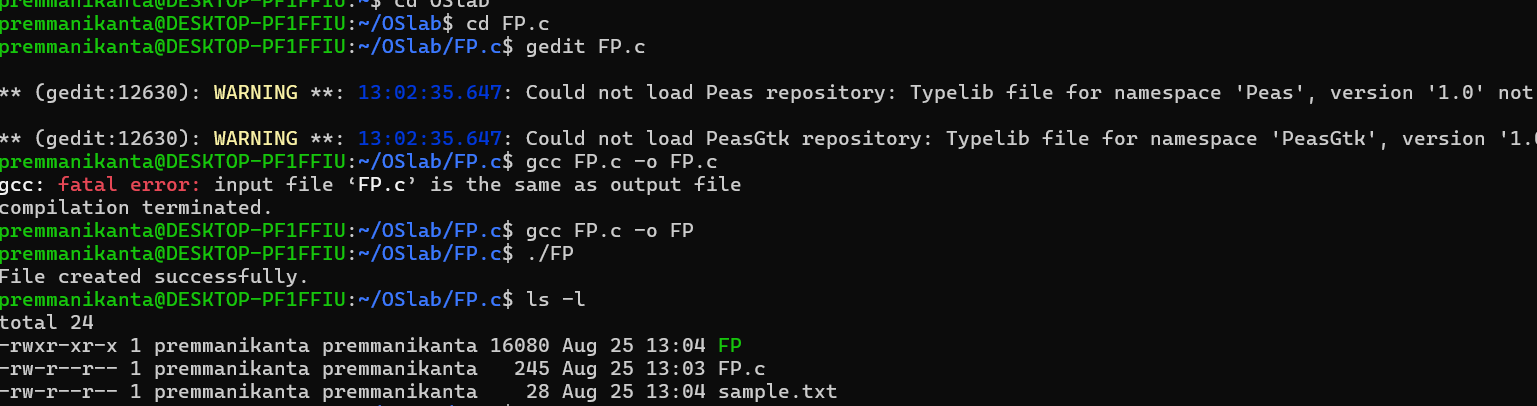 premmanikanta@DESKTOP-PF1FFIU:~$ cd OSlab
premmanikanta@DESKTOP-PF1FFIU:~/OSlab$ cd FP.c
premmanikanta@DESKTOP-PF1FFIU:~/OSlab/FP.c$ gedit FP.c
** (gedit:12630): WARNING **: 13:02:35.647: Could not load Peas repository: Typelib file for namespace 'Peas', version '1.0' not
** (gedit:12630): WARNING **: 13:02:35.647: Could not load PeasGtk repository: Typelib file for namespace 'PeasGtk', version '1.0
premmanikanta@DESKTOP-PF1FFIU:~/OSlab/FP.c$ gcc FP.c -o FP.c
gcc: fatal error: input file ‘FP.c’ is the same as output file
compilation terminated.
premmanikanta@DESKTOP-PF1FFIU:~/OSlab/FP.c$ gcc FP.c -o FP
premmanikanta@DESKTOP-PF1FFIU:~/OSlab/FP.c$ ./FP
File created successfully.
premmanikanta@DESKTOP-PF1FFIU:~/OSlab/FP.c$ ls -l
total 24
-rwxr-xr-x 1 premmanikanta premmanikanta 16080 Aug 25 13:04 FP
-rw-r--r-- 1 premmanikanta premmanikanta   245 Aug 25 13:03 FP.c
-rw-r--r-- 1 premmanikanta premmanikanta    28 Aug 25 13:04 sample.txt